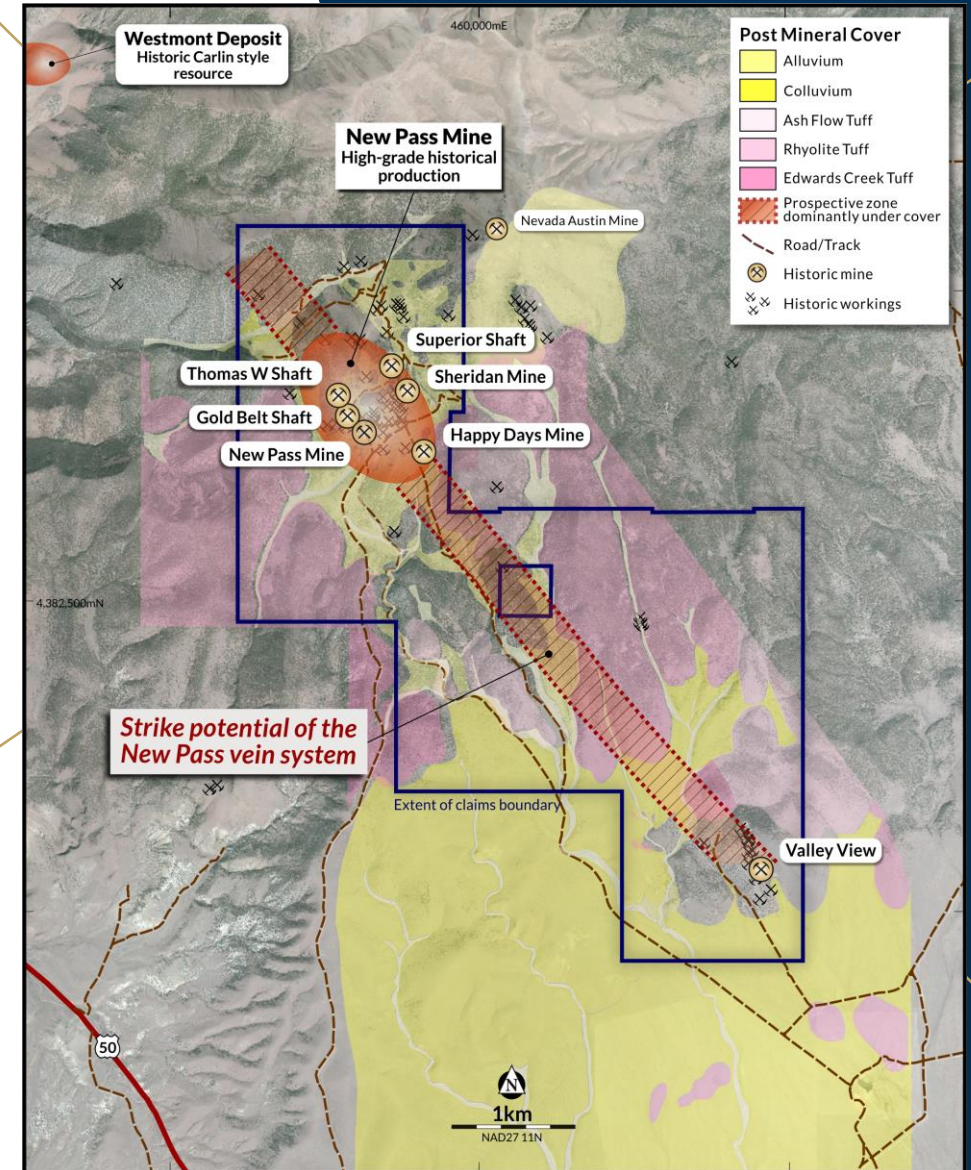 460,000mE
Westmont Deposit
Historic Carlin style
resource
Post Mineral Cover
Alluvium
Colluvium
Ash Flow Tuff
Rhyolite Tuff
Edwards Creek Tuff
Prospective zone
dominantly under cover
Road/Track
Historic mine
Historic workings
New Pass Mine
High-grade historical
production
Nevada Austin Mine
Superior Shaft
Thomas W Shaft
Sheridan Mine
Gold Belt Shaft
Happy Days Mine
New Pass Mine
4,382,500mN
Strike potential of the
New Pass vein system
Extent of claims boundary
Valley View
50
N
1km
NAD27 11N